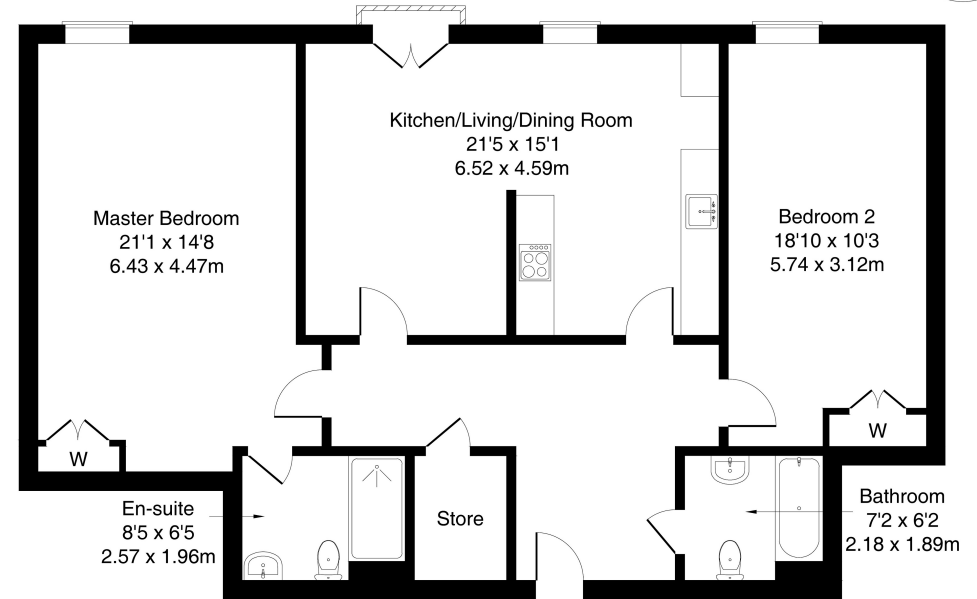 Kitchen/Living/Dining Room
21'5 x 15'1
6.52 x 4.59m
Master Bedroom
21'1 x 14'8
6.43 x 4.47m
Bedroom 2
18'10 x 10'3
5.74 x 3.12m
W
W
En-suite
8'5 x 6'5
2.57 x 1.96m
Store
Bathroom
7'2 x 6'2
2.18 x 1.89m